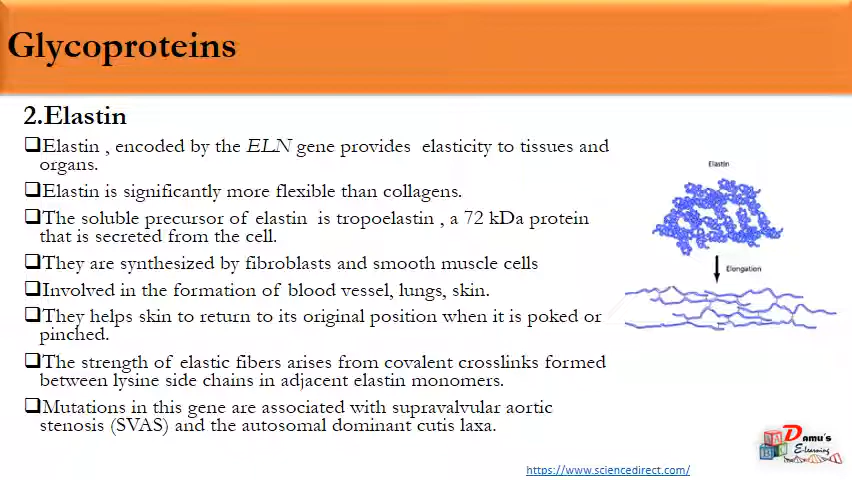 Glycoproteins
2.Elastin
❑Elastin , encoded by the ELN gene provides elasticity to tissues and
organs.
❑Elastin is significantly more flexible than collagens.
❑The soluble precursor of elastin is tropoelastin , a 72 kDa protein
that is secreted from the cell.
❑They are synthesized by fibroblasts and smooth muscle cells
❑Involved in the formation of blood vessel, lungs, skin.
❑They helps skin to return to its original position when it is poked or
pinched.
❑The strength of elastic fibers arises from covalent crosslinks formed
between lysine side chains in adjacent elastin monomers.
❑Mutations in this gene are associated with supravalvular aortic
stenosis (SVAS) and the autosomal dominant cutis laxa.
Elastin
Elongation
https://www.sciencedirect.com/
Damu's
E-learning